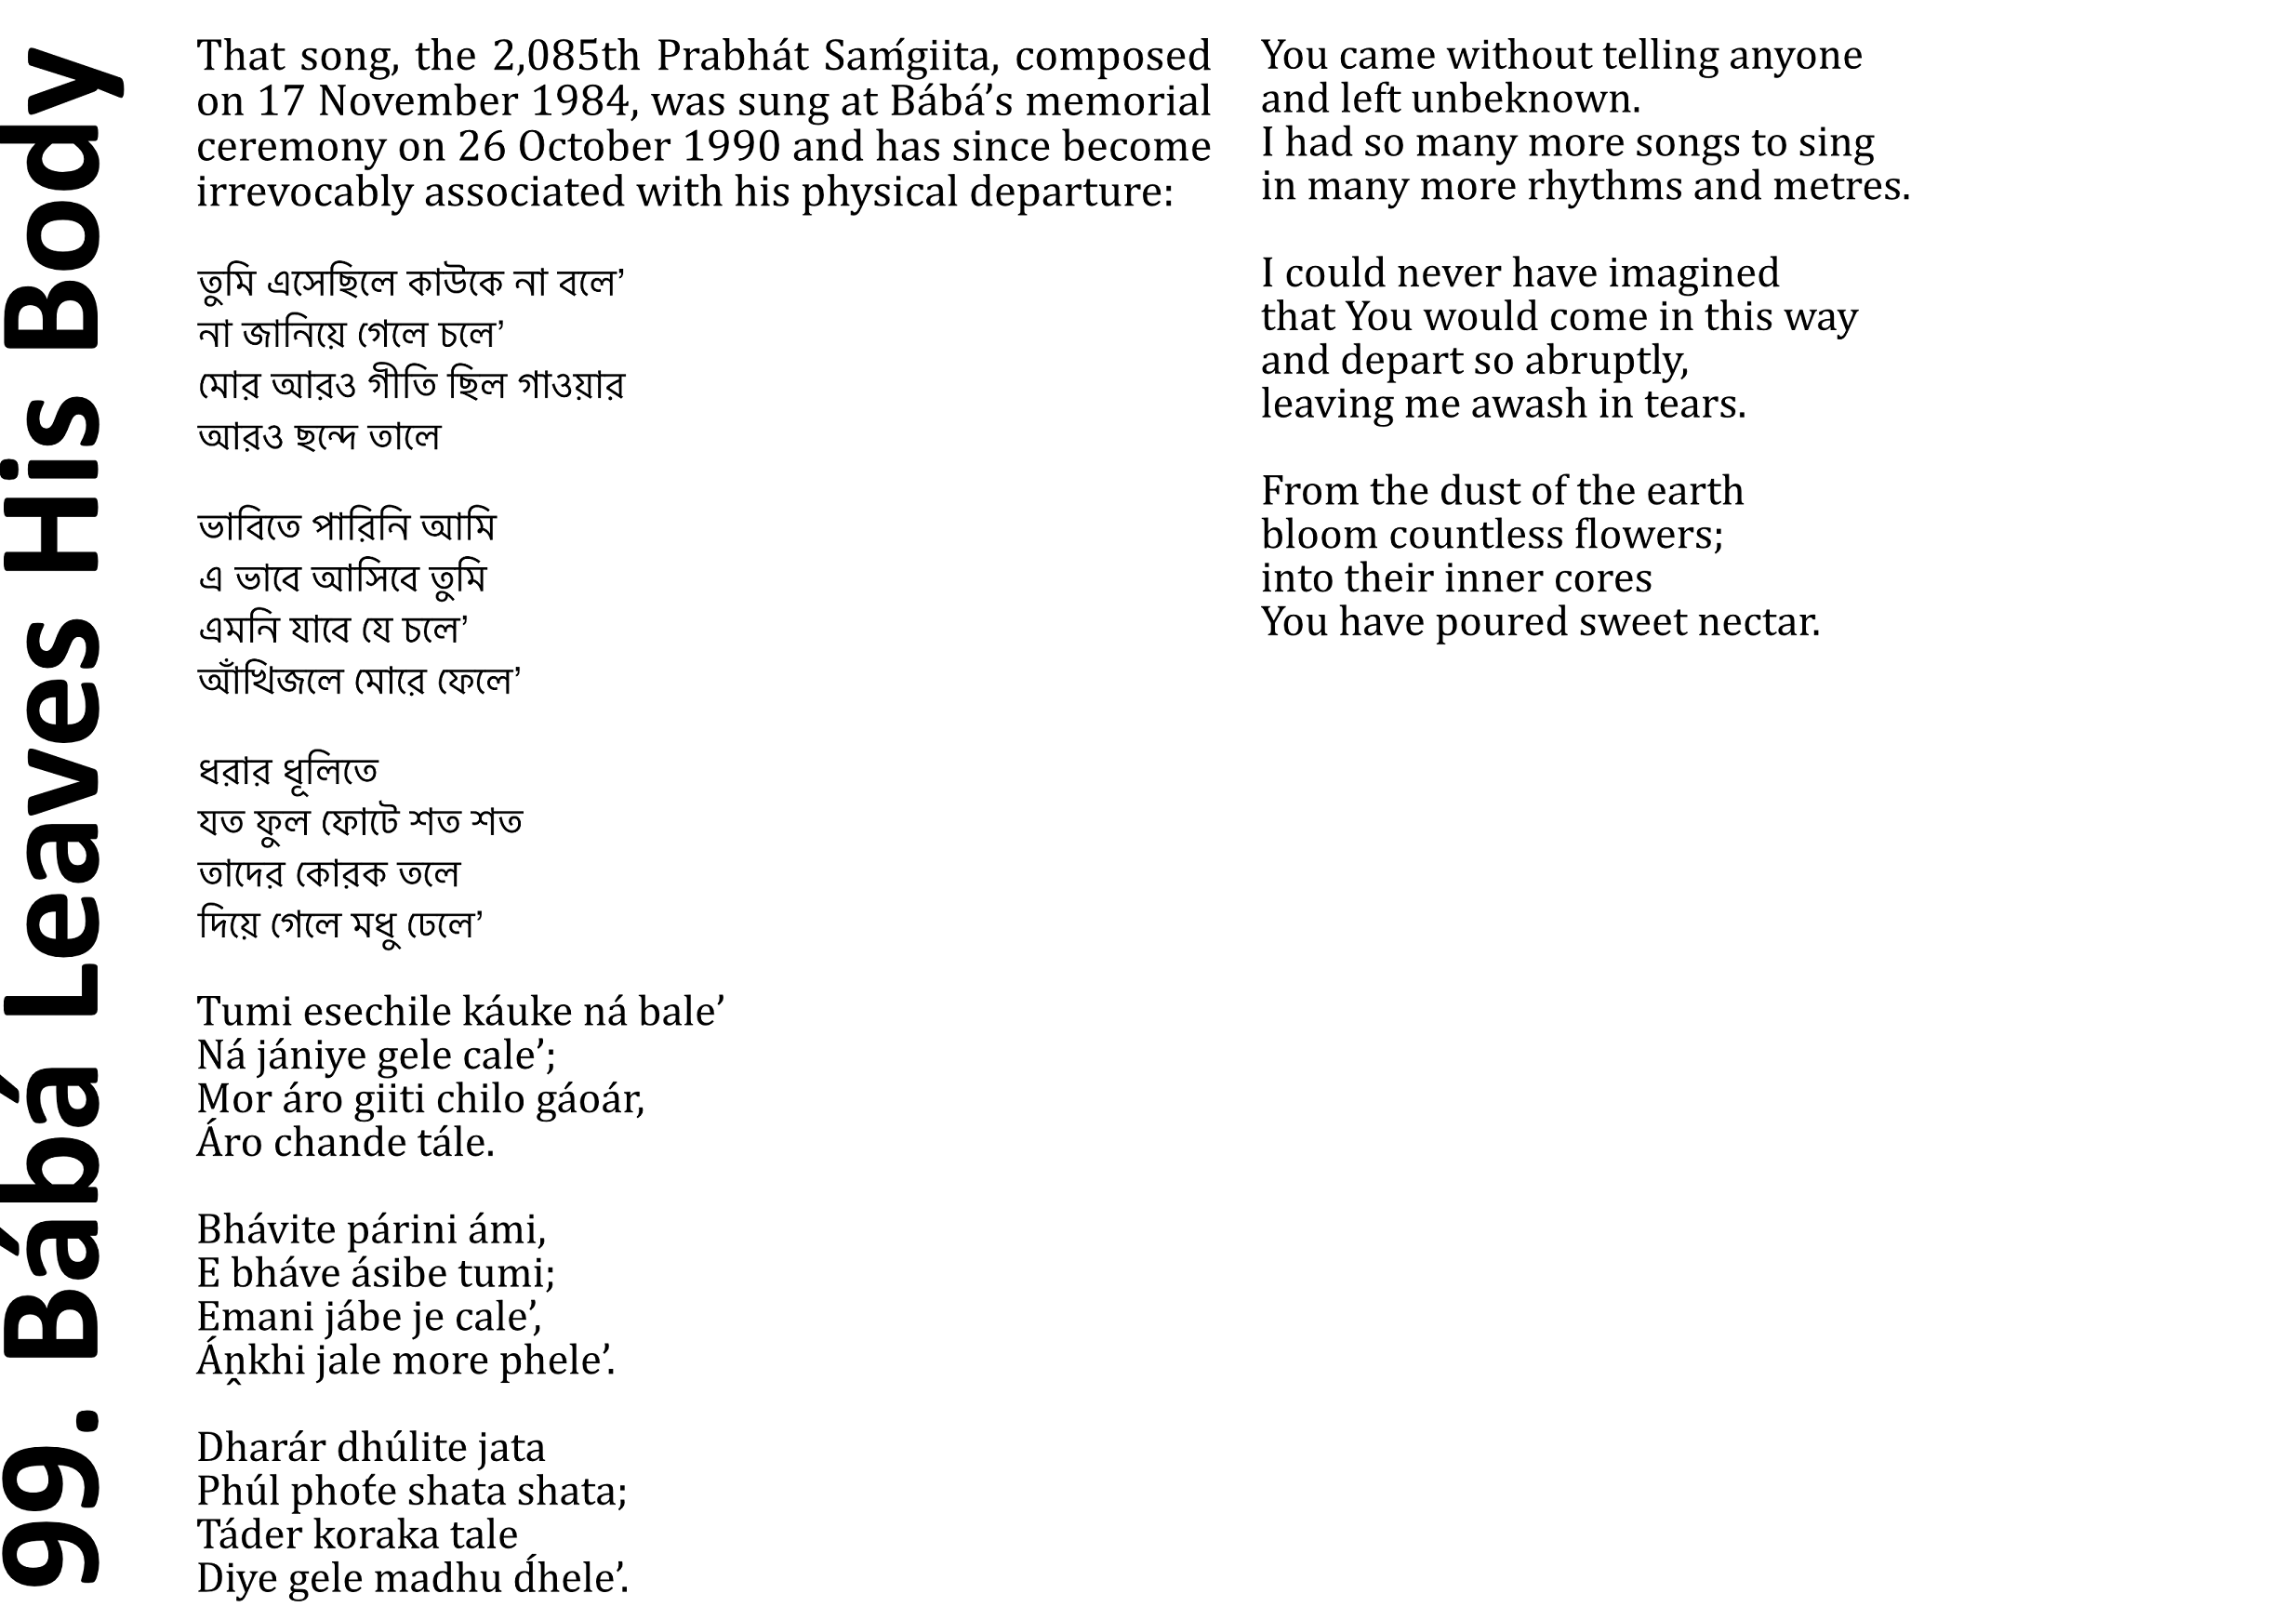 99. Bábá Leaves His Body
That song, the 2,085th Prabhát Saḿgiita, composed
on 17 November 1984, was sung at Bábá’s memorial
ceremony on 26 October 1990 and has since become
irrevocably associated with his physical departure:
তুমি এসেছিলে কাউকে না বলে’
না জানিয়ে গেলে চলে’
মোর আরও গীতি ছিল গাওয়ার
আরও ছন্দে তালে
ভাবিতে পারিনি আমি
এ ভাবে আসিবে তুমি
এমনি যাবে যে চলে’
আঁখিজলে মোরে ফেলে’
ধরার ধূলিতে
যত ফুল ফোটে শত শত
তাদের কোরক তলে
দিয়ে গেলে মধু ঢেলে’
Tumi esechile káuke ná bale’
Ná jániye gele cale’;
Mor áro giiti chilo gáoár,
Áro chande tále.
Bhávite párini ámi,
E bháve ásibe tumi;
Emani jábe je cale’,
Áṋkhi jale more phele’.
Dharár dhúlite jata
Phúl phot́e shata shata;
Táder koraka tale
Diye gele madhu d́hele’.
You came without telling anyone
and left unbeknown.
I had so many more songs to sing
in many more rhythms and metres.
I could never have imagined
that You would come in this way
and depart so abruptly,
leaving me awash in tears.
From the dust of the earth
bloom countless flowers;
into their inner cores
You have poured sweet nectar.